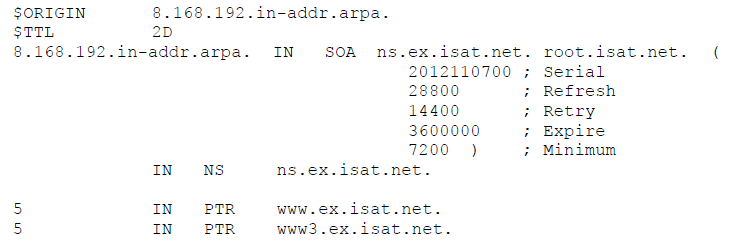 $ORIGIN 8.168.192.in-addr.arpa.
$TTL 2D
8.168.192.in-addr.arpa. IN SOA ns.ex.isat.net. root.isat.net. (
2012110700 ; Serial
28800 ; Refresh
14400 ; Retry
3600000 ; Expire
7200 ) ; Minimum
IN NS ns.ex.isat.net.
5 IN PTR www.ex.isat.net.
5 IN PTR www3.ex.isat.net.